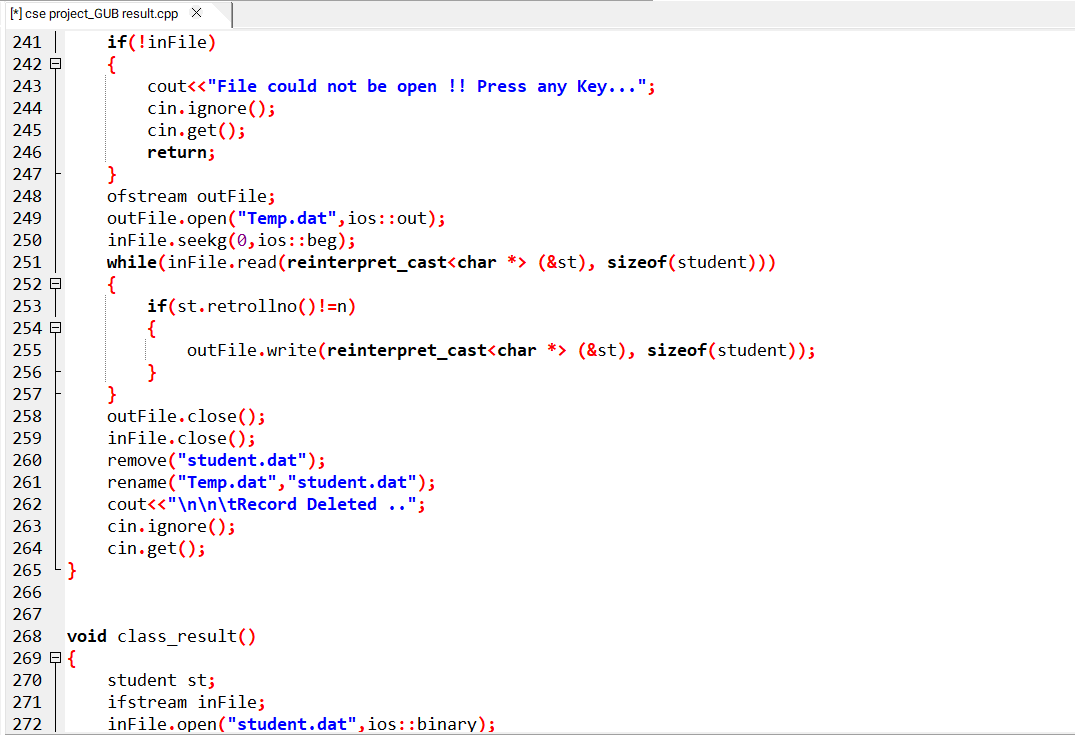 [*] cse project_GUB result.cpp ×
241 if(!inFile)
242 {
243 cout<<"File could not be open !! Press any Key...";
244 cin.ignore();
245 cin.get();
246 return;
247 }
248 ofstream outFile;
249 outFile.open("Temp.dat",ios::out);
250 inFile.seekg(0,ios::beg);
251 while(inFile.read(reinterpret_cast<char *> (&st), sizeof(student)))
252 {
253 if(st.retrollno()!=n)
254 {
255 outFile.write(reinterpret_cast<char *> (&st), sizeof(student));
256 }
257 }
258 outFile.close();
259 inFile.close();
260 remove("student.dat");
261 rename("Temp.dat","student.dat");
262 cout<<"\n\n\tRecord Deleted ..";
263 cin.ignore();
264 cin.get();
265 }
266
267
268 void class_result()
269 {
270 student st;
271 ifstream inFile;
272 inFile.open("student.dat",ios::binary);